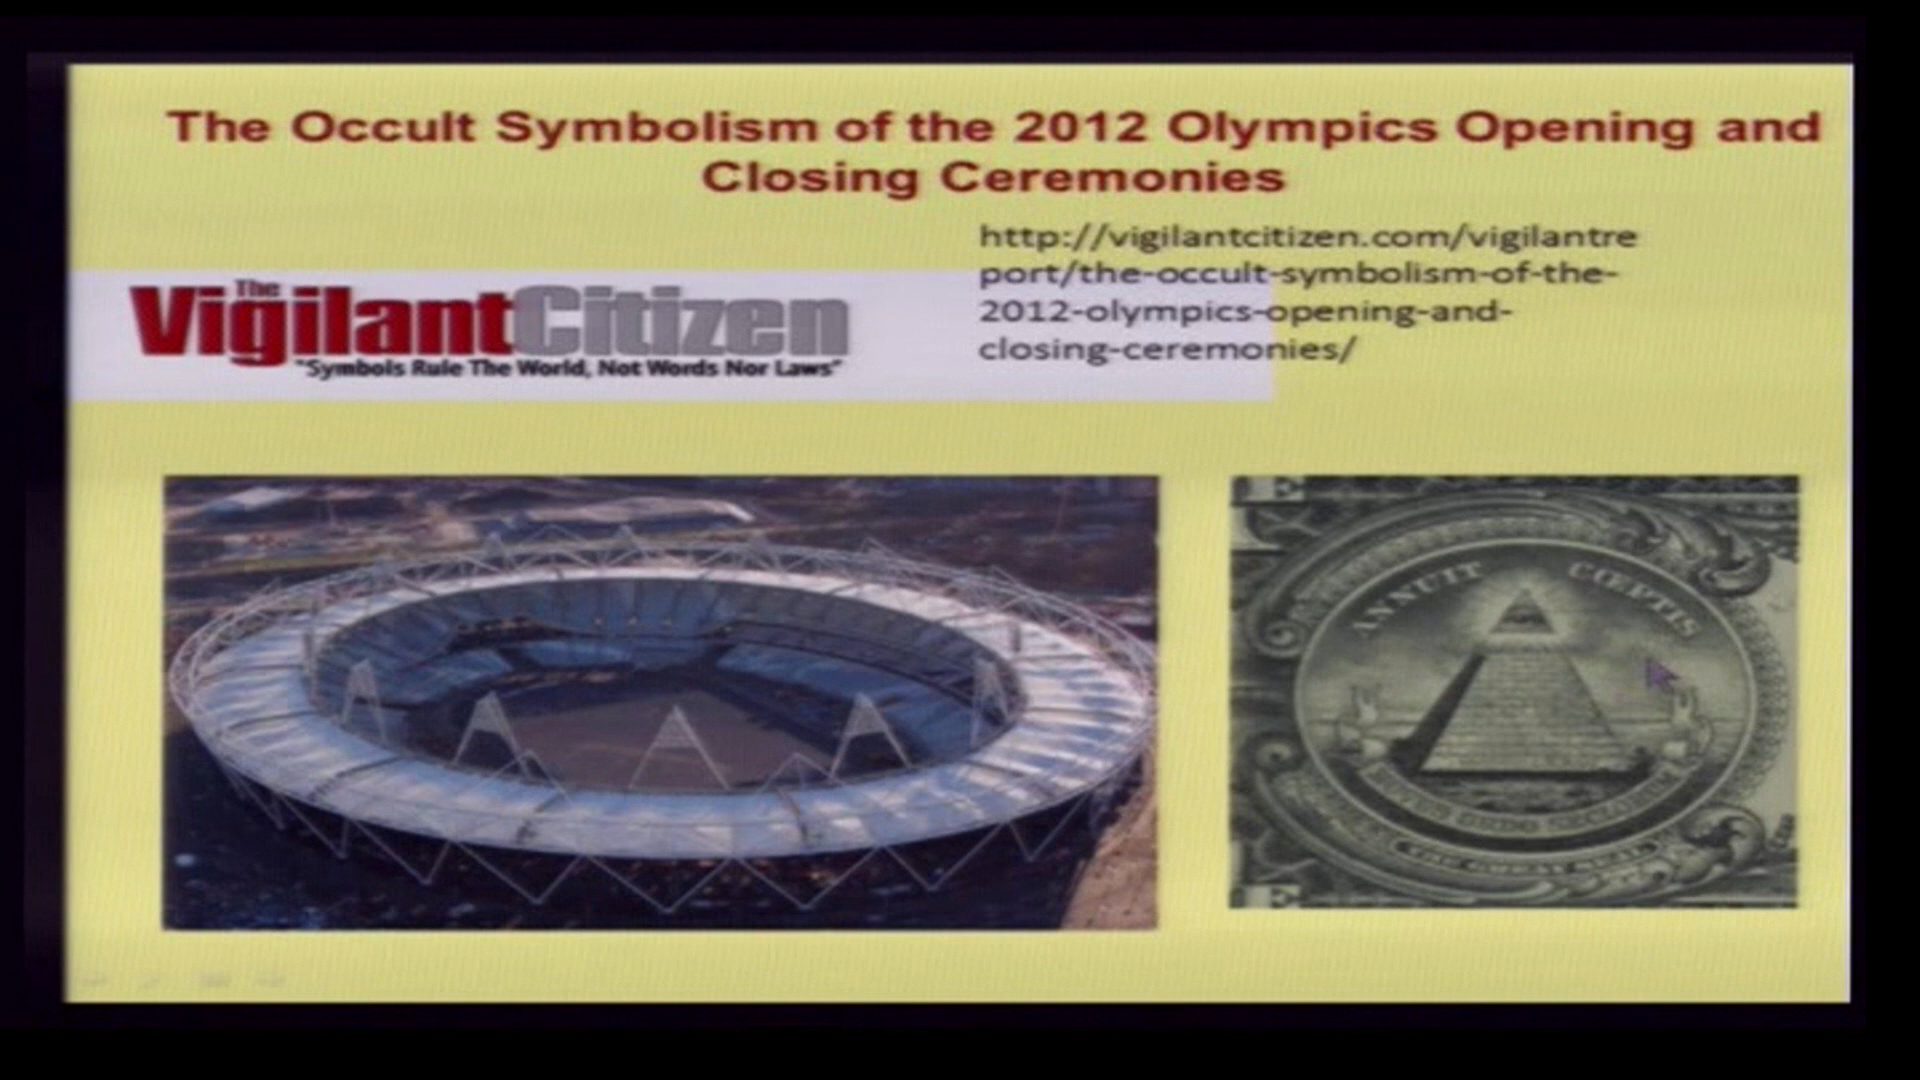 The Occult Symbolism of the 2012 Olympics Opening and
Closing Ceremonies
http://vigilantcitizen.com/vigilantre
port/the-occult-symbolism-of-the-
2012-olympics-opening-and-
closing-ceremonies/
The
VigilantCitizen
"Symbols Rule The World, Not Words Nor Laws"
ANNUIT CŒPTIS